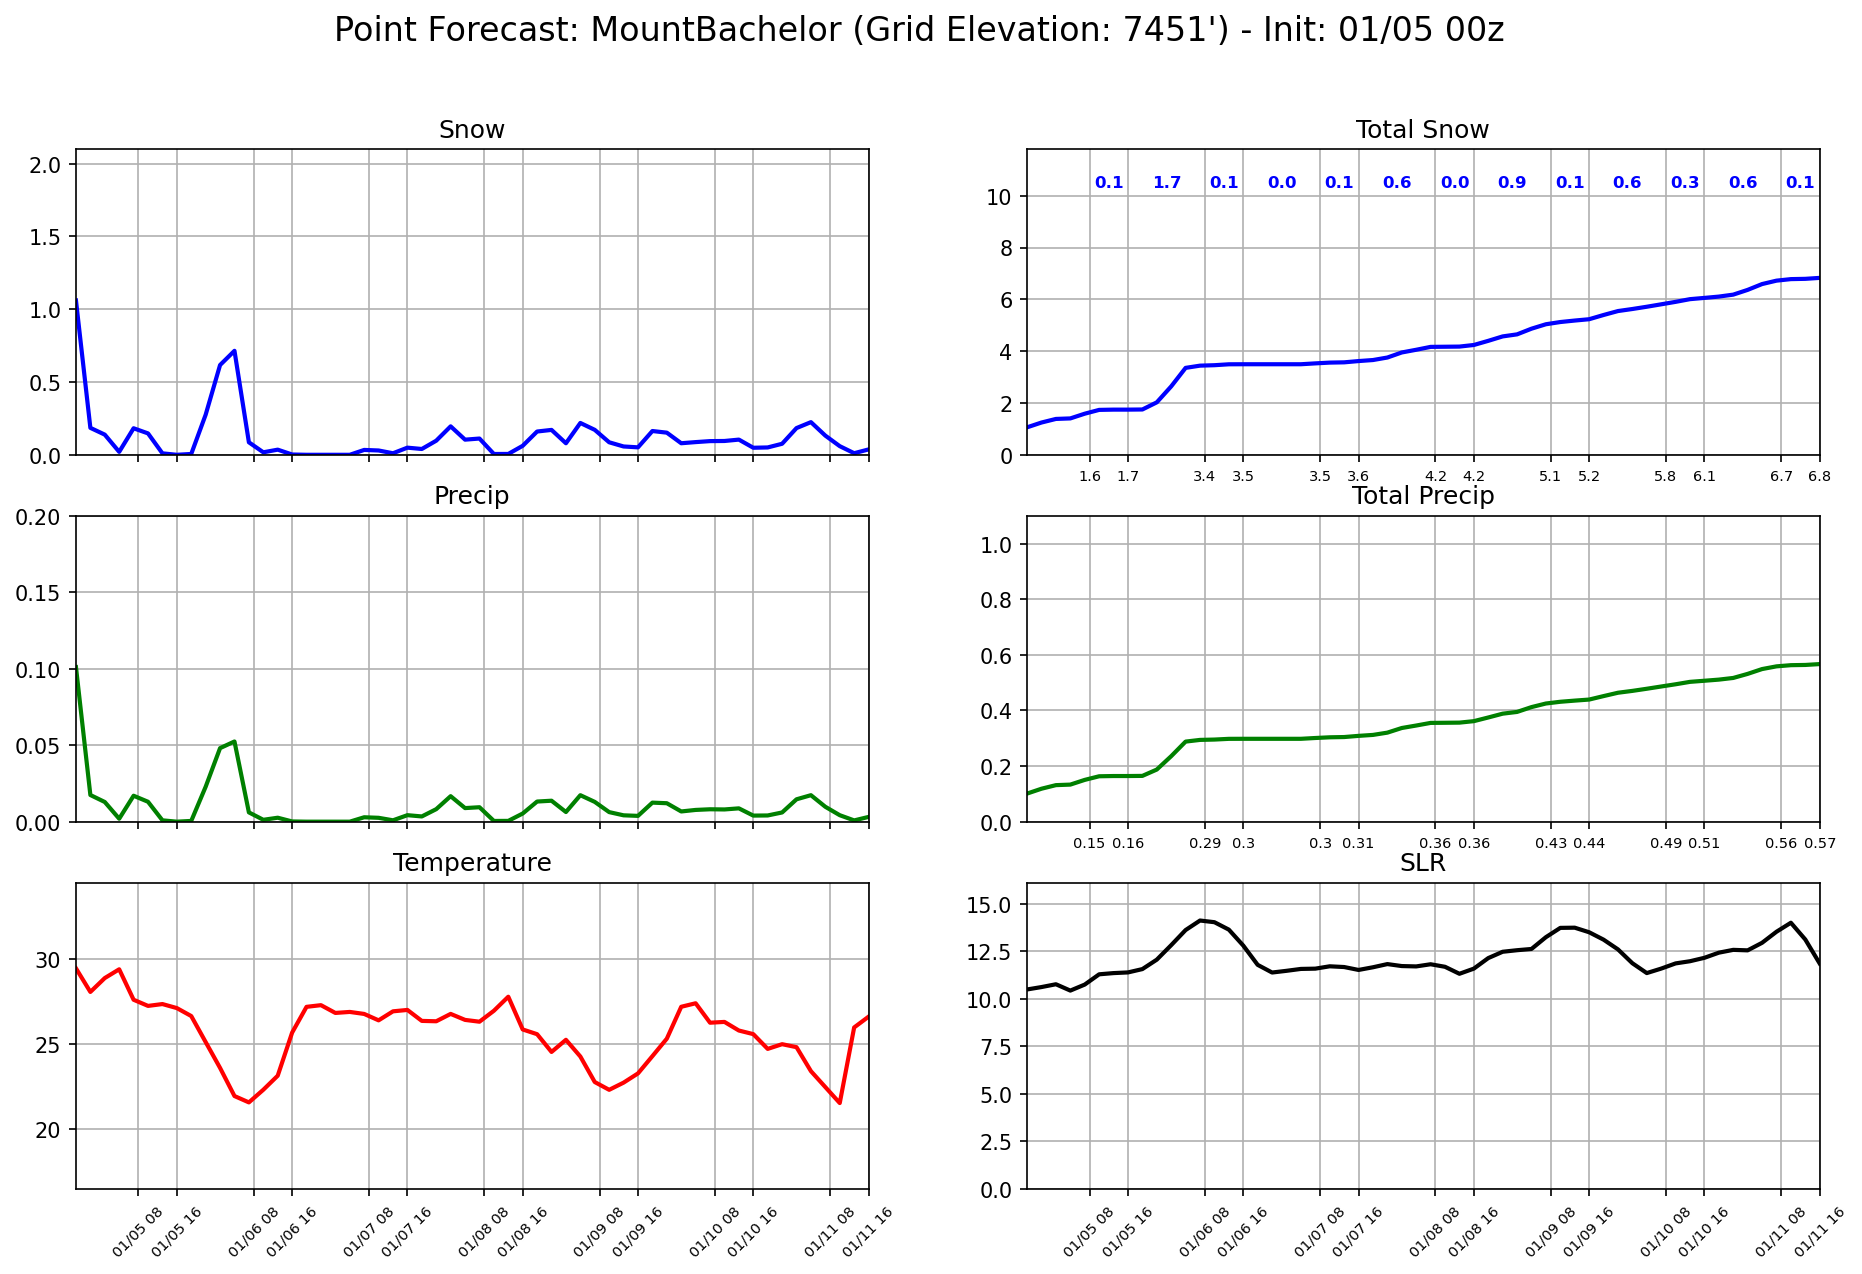 Point Forecast: MountBachelor (Grid Elevation: 7451') - Init: 01/05 00z
Snow
2.0
1.5
1.0
0.5
0.0
Total Snow
0.1 1.7 0.1 0.0 0.1 0.6 0.0 0.9 0.1 0.6 0.3 0.6 0.1
10
8
6
4
2
0
1.6 1.7 3.4 3.5 3.5 3.6 4.2 4.2 5.1 5.2 5.8 6.1 6.7 6.8
Precip
0.20
0.15
0.10
0.05
0.00
Total Precip
1.0
0.8
0.6
0.4
0.2
0.0
0.15 0.16 0.29 0.3 0.3 0.31 0.36 0.36 0.43 0.44 0.49 0.51 0.56 0.57
Temperature
30
25
20
01/05 08 01/05 16 01/06 08 01/06 16 01/07 08 01/07 16 01/08 08 01/08 16 01/09 08 01/09 16 01/10 08 01/10 16 01/11 08 01/11 16
SLR
15.0
12.5
10.0
7.5
5.0
2.5
0.0
01/05 08 01/05 16 01/06 08 01/06 16 01/07 08 01/07 16 01/08 08 01/08 16 01/09 08 01/09 16 01/10 08 01/10 16 01/11 08 01/11 16